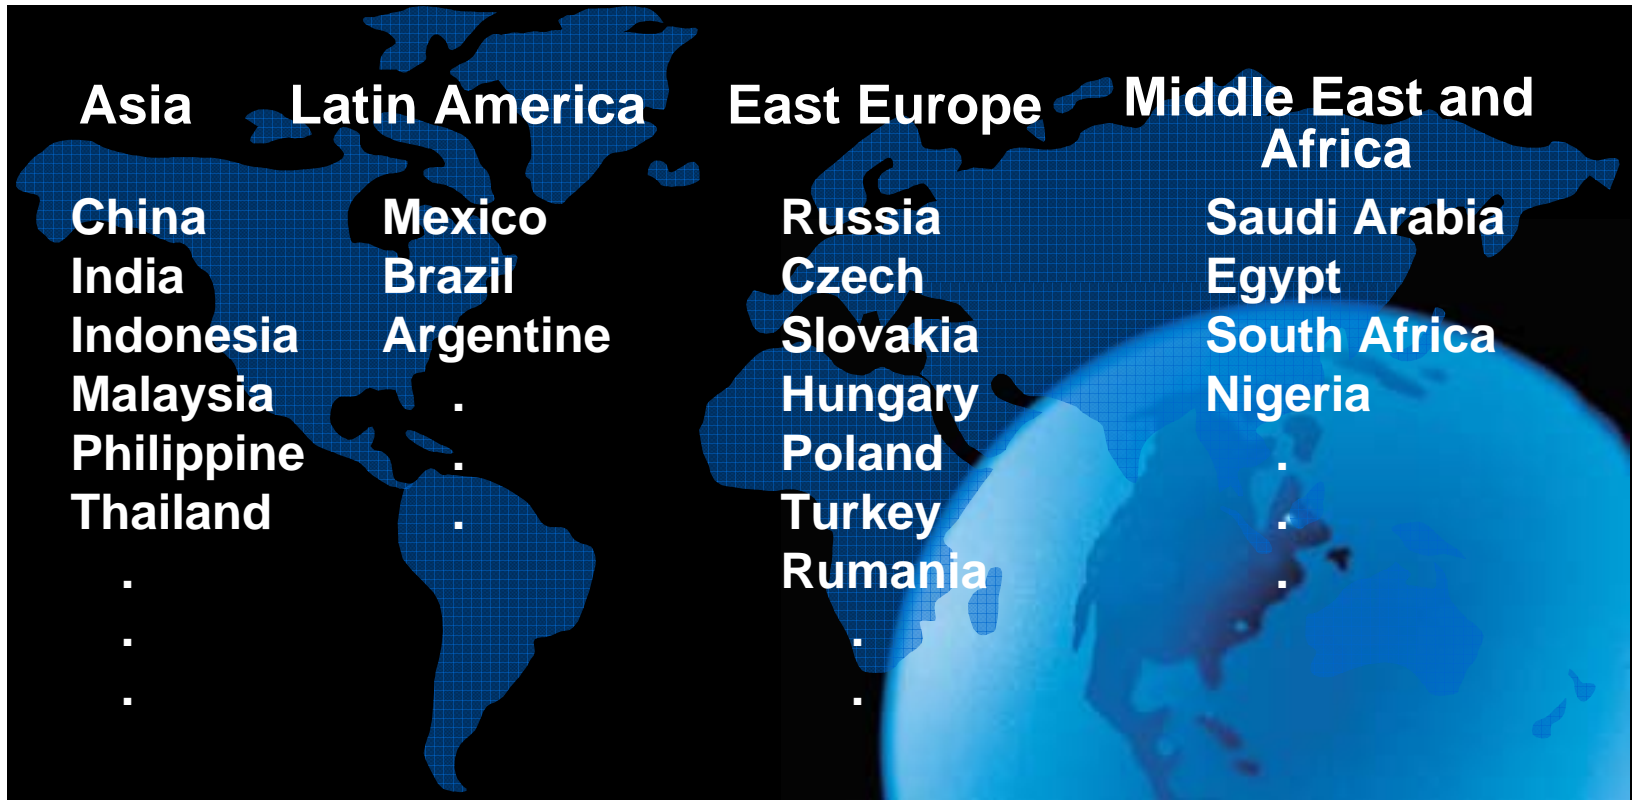 Asia
China
India
Indonesia
Malaysia
Philippine
Thailand
.
.
.
Latin America
Mexico
Brazil
Argentine
.
.
.
East Europe
Russia
Czech
Slovakia
Hungary
Poland
Turkey
Rumania
.
.
Middle East and
Africa
Saudi Arabia
Egypt
South Africa
Nigeria
.
.
.